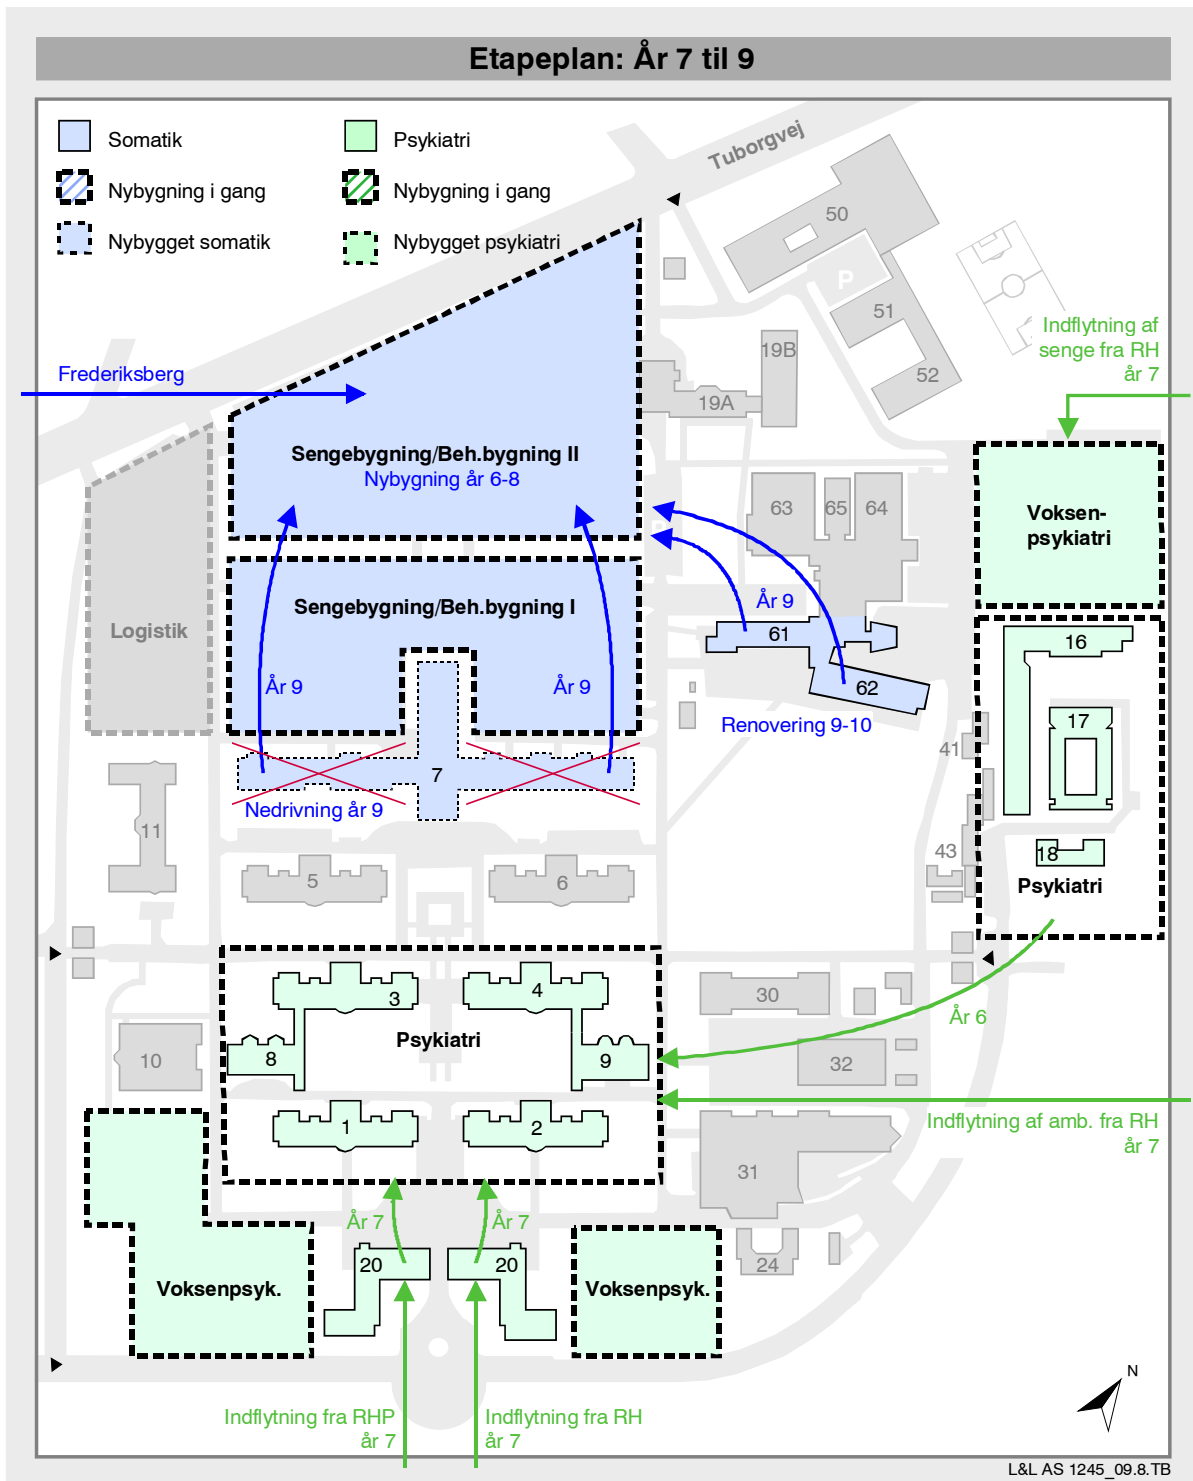 Etapeplan: År 7 til 9
Somatik
Psykiatri
Nybygning i gang
Nybygning i gang
Nybygget somatik
Nybygget psykiatri
Tuborgvej
50
P
51
52
Indflytning af
senge fra RH
år 7
Frederiksberg
19B
19A
Sengebygning/Beh.bygning II
Nybygning år 6-8
63
65
64
Voksen-
psykiatri
Sengebygning/Beh.bygning I
År 9
Logistik
61
16
År 9
År 9
62
Renovering 9-10
17
41
7
Nedrivning år 9
11
43
18
Psykiatri
5
6
3
4
30
År 6
Psykiatri
8
9
10
32
Indflytning af amb. fra RH
år 7
1
2
31
År 7
År 7
20
20
24
Voksenpsyk.
Voksenpsyk.
N
Indflytning fra RHP
år 7
Indflytning fra RH
år 7
L&L AS 1245_09.8.TB